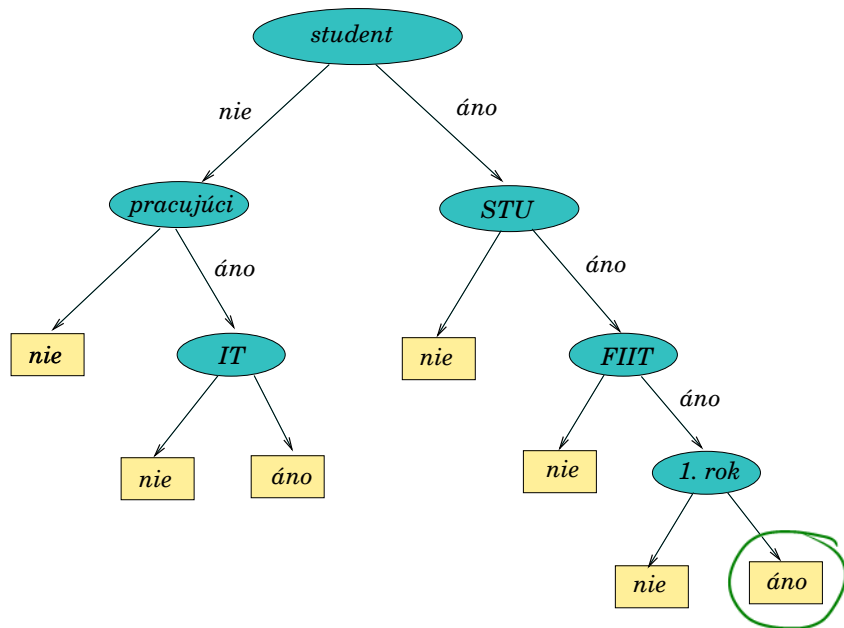 student
nie
áno
pracujúci
STU
áno
áno
nie
IT
nie
FIIT
áno
nie
áno
nie
1. rok
nie
áno